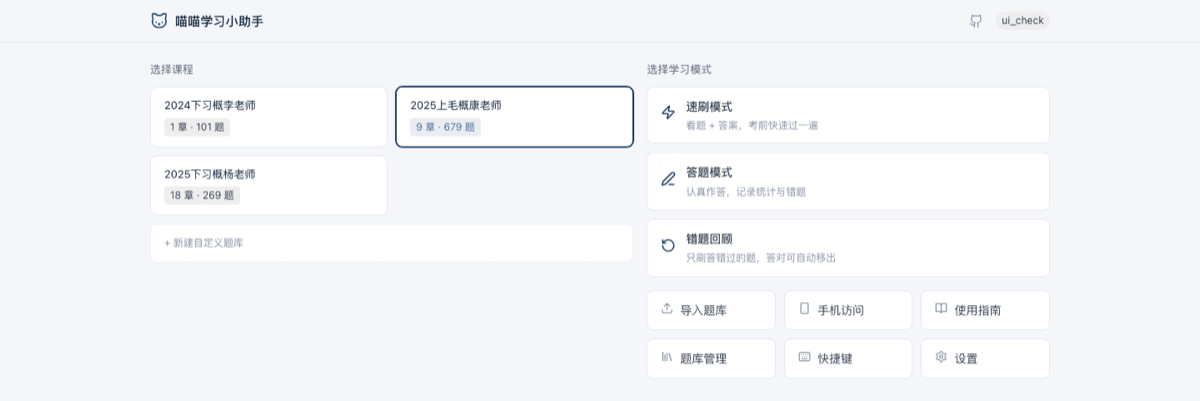 喵喵学习小助手
ui_check
选择课程
2024下习概李老师
1 章 · 101 题
2025上毛概康老师
9 章 · 679 题
2025下习概杨老师
18 章 · 269 题
+ 新建自定义题库
选择学习模式
速刷模式
看题 + 答案，考前快速过一遍
答题模式
认真作答，记录统计与错题
错题回顾
只刷答错过的题，答对可自动移出
导入题库
手机访问
使用指南
题库管理
快捷键
设置